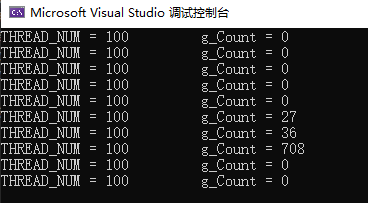 Microsoft Visual Studio 调试控制台
THREAD_NUM = 100 g_Count = 0
THREAD_NUM = 100 g_Count = 0
THREAD_NUM = 100 g_Count = 0
THREAD_NUM = 100 g_Count = 0
THREAD_NUM = 100 g_Count = 0
THREAD_NUM = 100 g_Count = 27
THREAD_NUM = 100 g_Count = 36
THREAD_NUM = 100 g_Count = 708
THREAD_NUM = 100 g_Count = 0
THREAD_NUM = 100 g_Count = 0